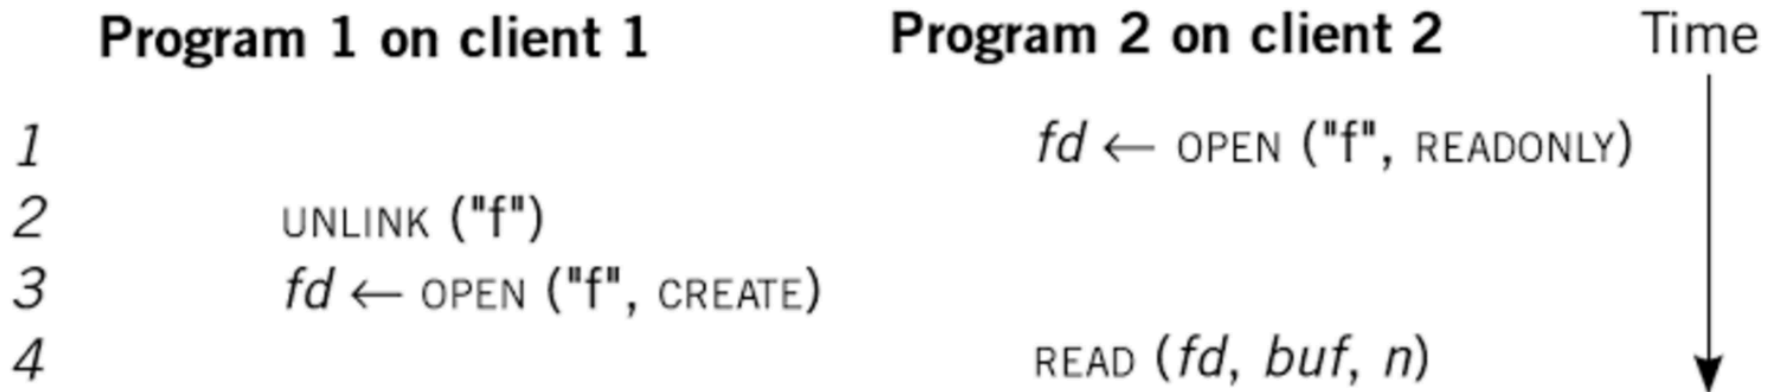 Program 1 on client 1 Program 2 on client 2 Time
1 fd ← OPEN ("f", READONLY)
2 UNLINK ("f")
3 fd ← OPEN ("f", CREATE)
4 READ (fd, buf, n)